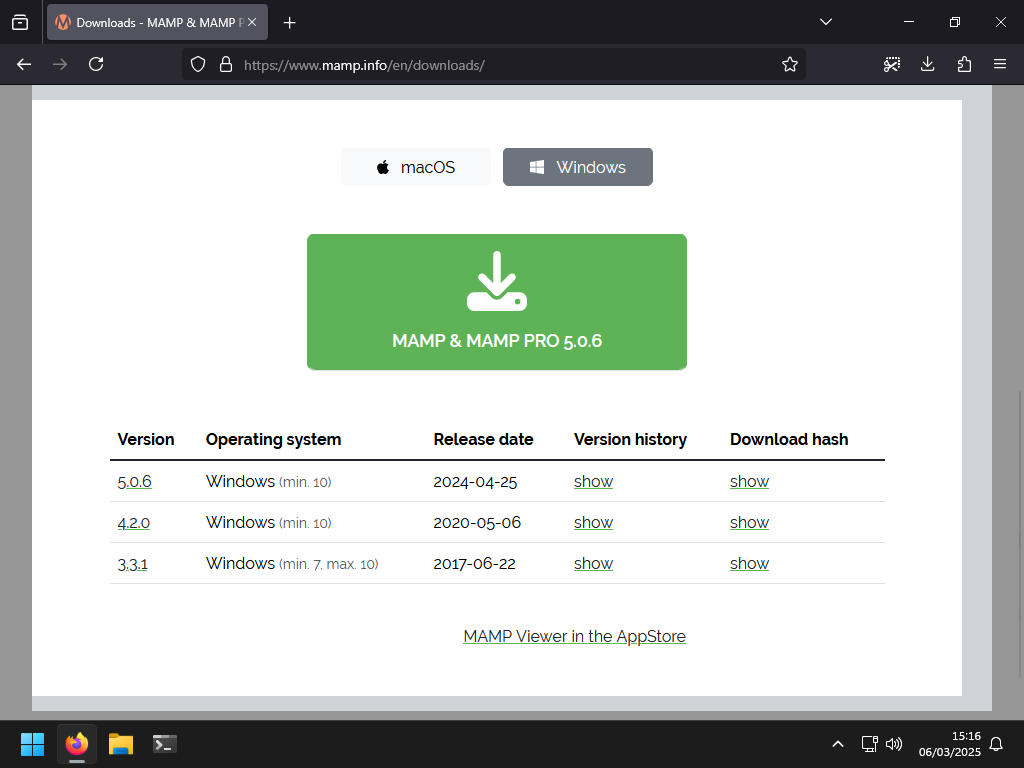 Downloads - MAMP & MAMP P
https://www.mamp.info/en/downloads/
macOS
Windows
MAMP & MAMP PRO 5.0.6
Version Operating system Release date Version history Download hash
5.0.6 Windows (min. 10) 2024-04-25 show show
4.2.0 Windows (min. 10) 2020-05-06 show show
3.3.1 Windows (min. 7, max. 10) 2017-06-22 show show
MAMP Viewer in the AppStore
15:16
06/03/2025